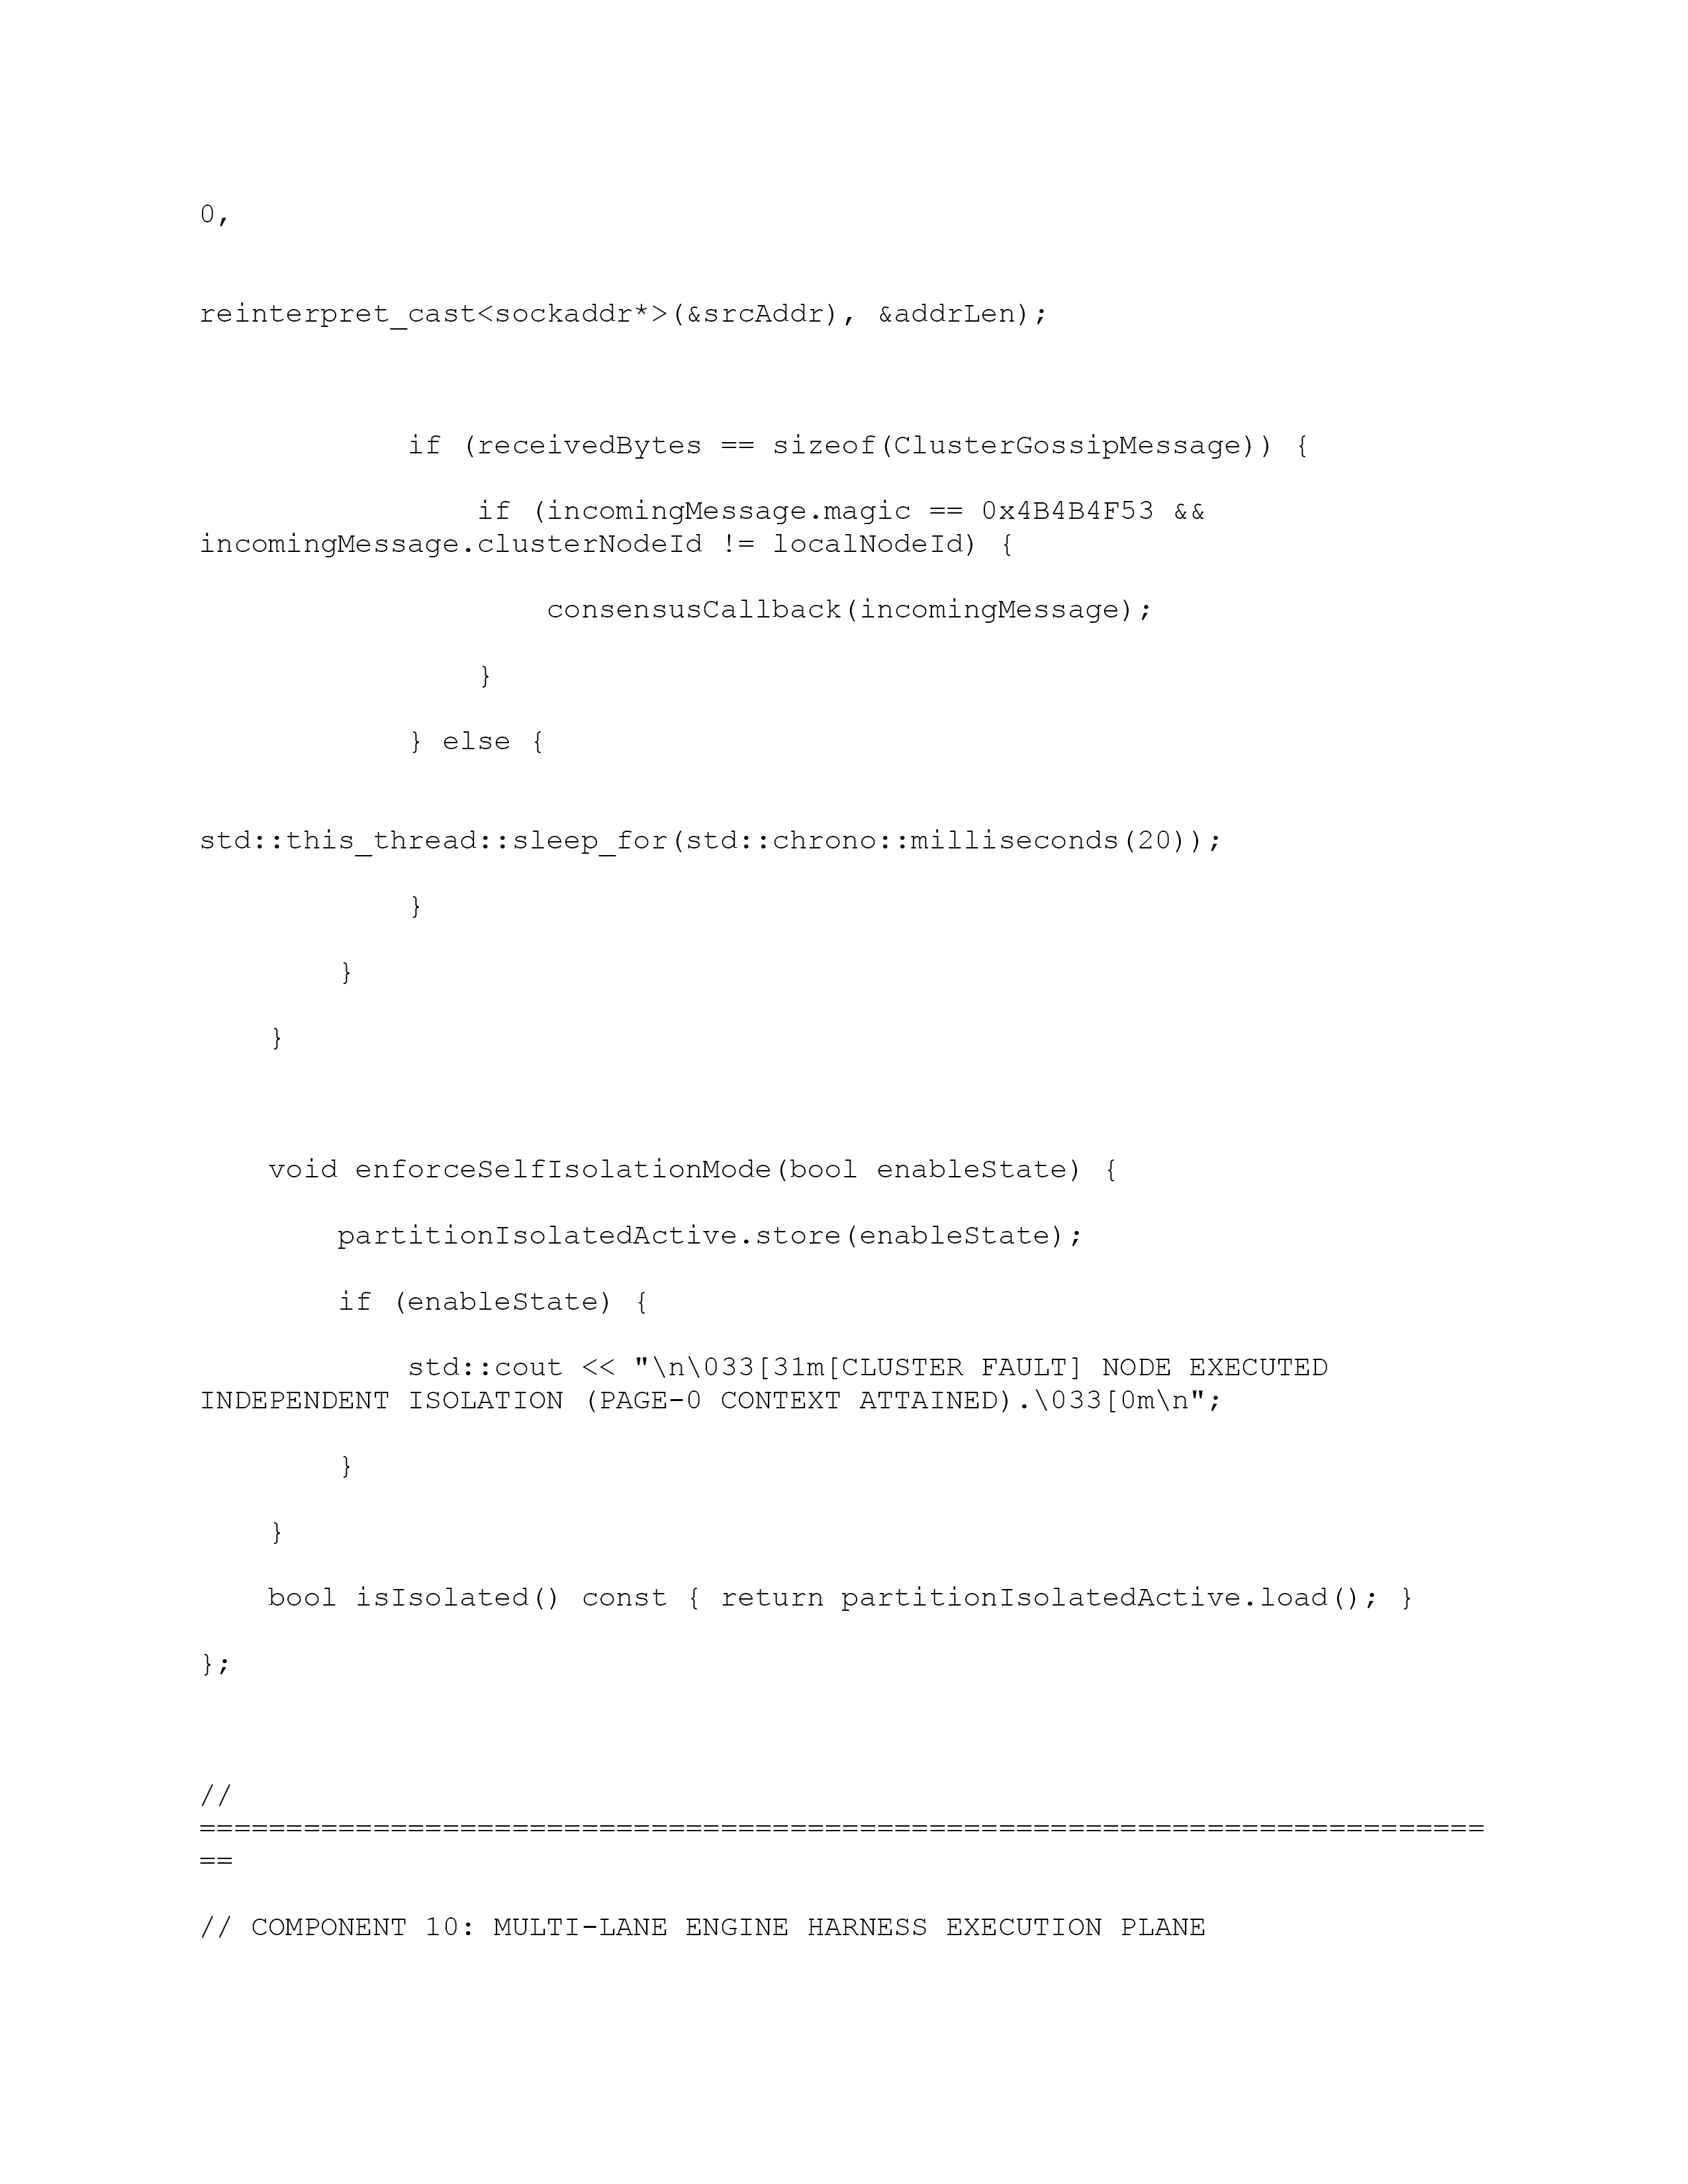 0,
reinterpret_cast<sockaddr*>(&srcAddr), &addrLen);
            if (receivedBytes == sizeof(ClusterGossipMessage)) {
                if (incomingMessage.magic == 0x4B4B4F53 &&
incomingMessage.clusterNodeId != localNodeId) {
                    consensusCallback(incomingMessage);
                }
            } else {
std::this_thread::sleep_for(std::chrono::milliseconds(20));
            }
        }
    }
    void enforceSelfIsolationMode(bool enableState) {
        partitionIsolatedActive.store(enableState);
        if (enableState) {
            std::cout << "\n\033[31m[CLUSTER FAULT] NODE EXECUTED
INDEPENDENT ISOLATION (PAGE-0 CONTEXT ATTAINED).\033[0m\n";
        }
    }
    bool isIsolated() const { return partitionIsolatedActive.load(); }
};
//
==========================================================================
==
// COMPONENT 10: MULTI-LANE ENGINE HARNESS EXECUTION PLANE